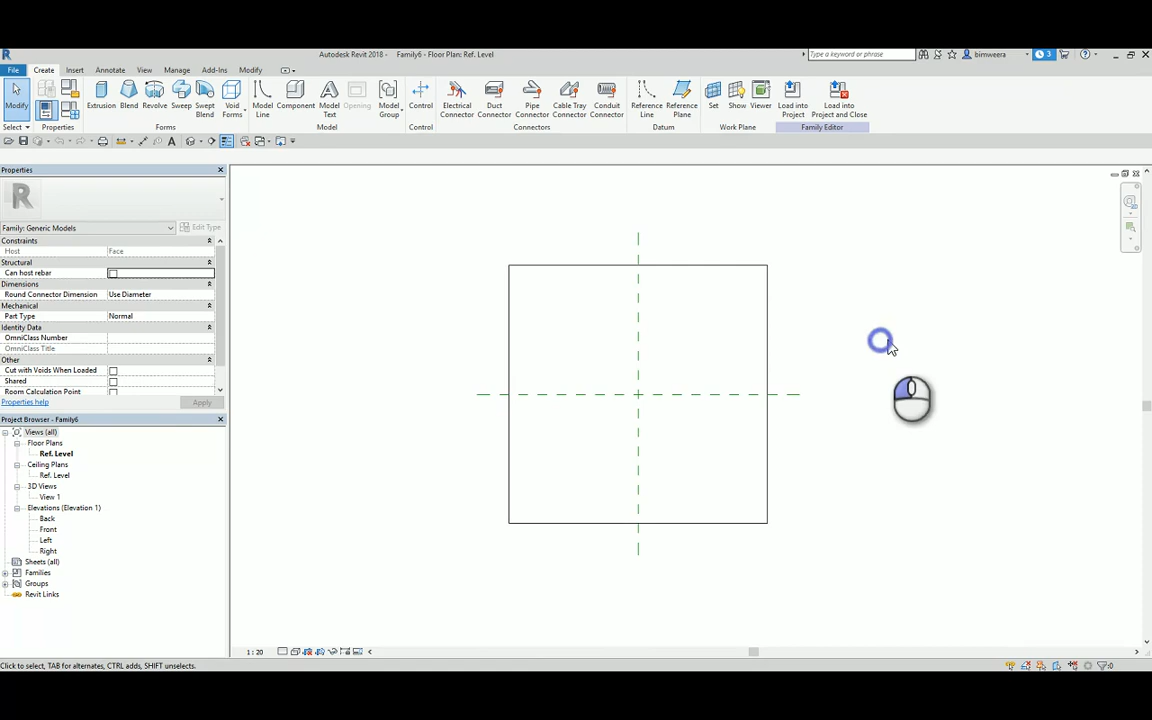 Autodesk Revit 2018 - Family6 - Floor Plan: Ref. Level
Type a keyword or phrase
bimweera
3
File Create Insert Annotate View Manage Add-Ins Modify
Modify
Extrusion Blend Revolve Sweep Swept Blend Void Forms
Model Line Component Model Text Opening Model Group
Control
Electrical Connector Duct Connector Pipe Connector Cable Tray Connector Conduit Connector
Reference Line Reference Plane
Set Show Viewer
Load into Project Load into Project and Close
Select Properties Forms Model Control Connectors Datum Work Plane Family Editor
Properties
Family: Generic Models Edit Type
Constraints
Host Face
Structural
Can host rebar
Dimensions
Round Connector Dimension Use Diameter
Mechanical
Part Type Normal
Identity Data
OmniClass Number
OmniClass Title
Other
Cut with Voids When Loaded
Shared
Room Calculation Point
Properties help Apply
Project Browser - Family6
Views (all)
Floor Plans
Ref. Level
Ceiling Plans
Ref. Level
3D Views
View 1
Elevations (Elevation 1)
Back
Front
Left
Right
Sheets (all)
Families
Groups
Revit Links
1 : 20
Click to select, TAB for alternates, CTRL adds, SHIFT unselects.
:0